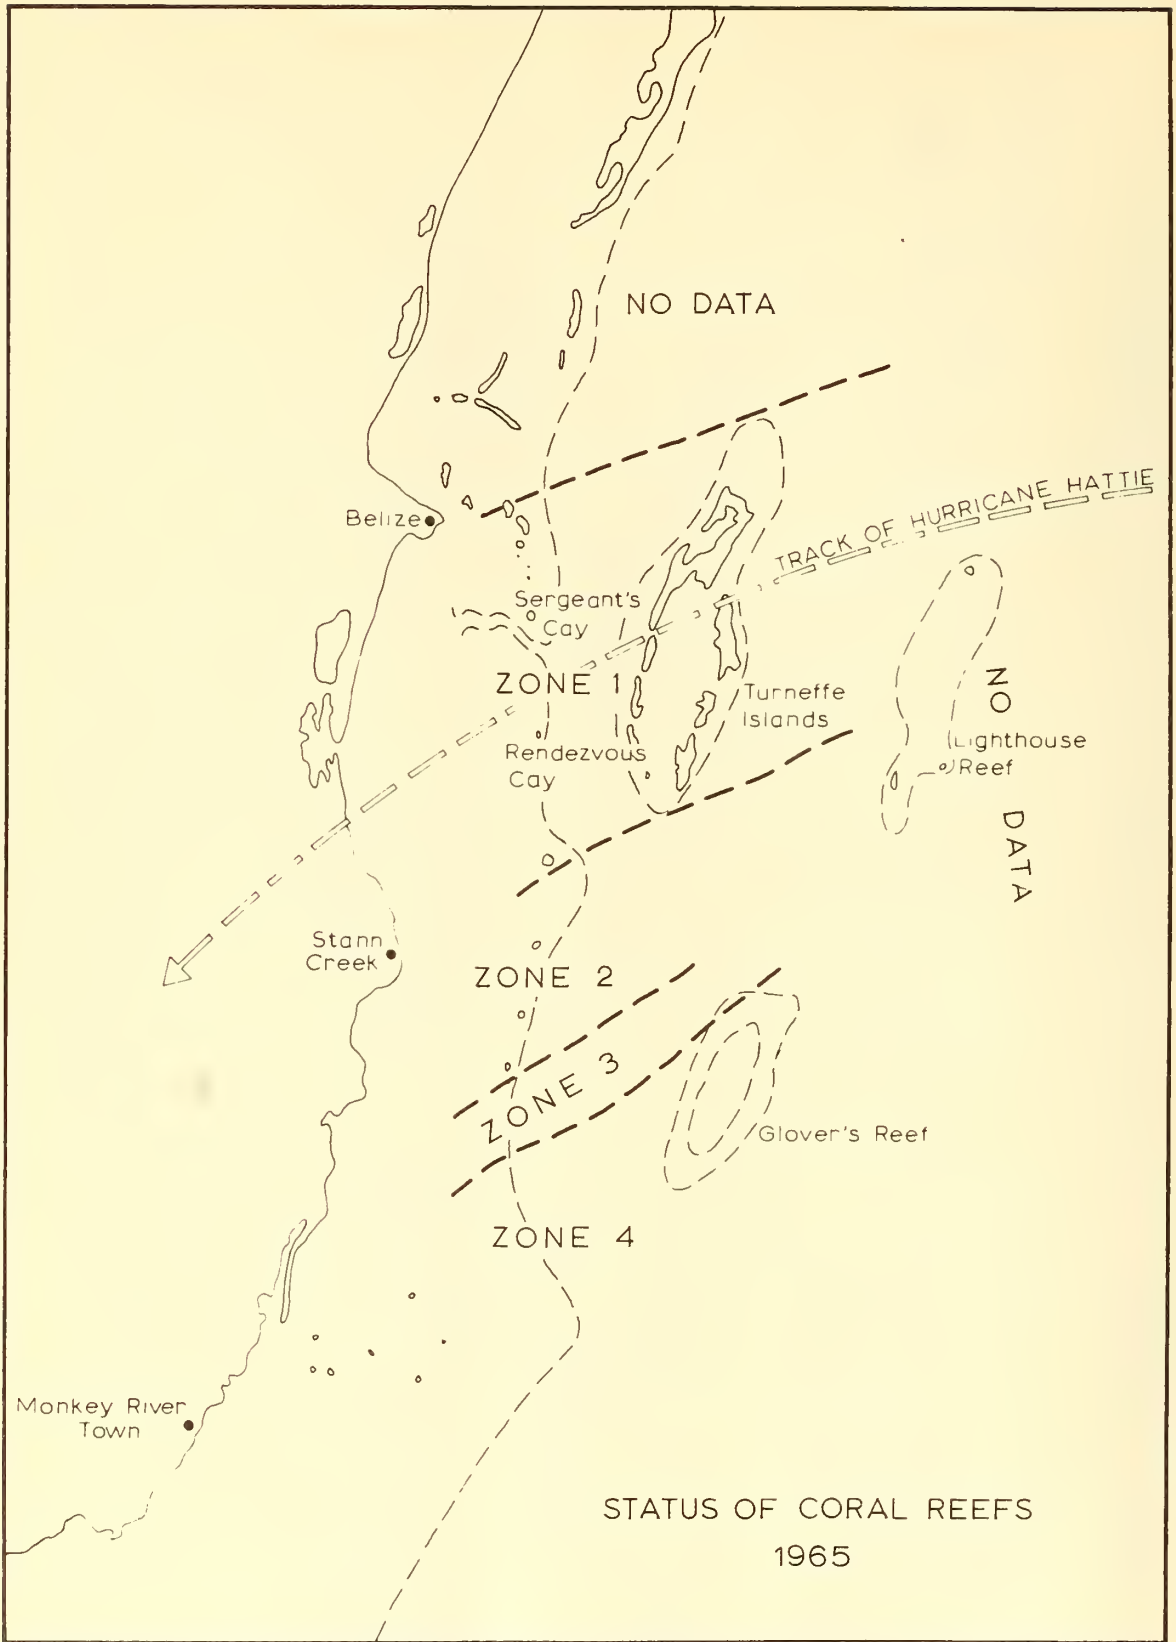 NO DATA
TRACK OF HURRICANE HATTIE
Belize
Sergeant's
Cay
ZONE 1
Turneffe
Islands
NO DATA
Lighthouse
Reef
Rendezvous
Cay
Stann
Creek
ZONE 2
ZONE 3
Glover's Reef
ZONE 4
Monkey River
Town
STATUS OF CORAL REEFS
1965